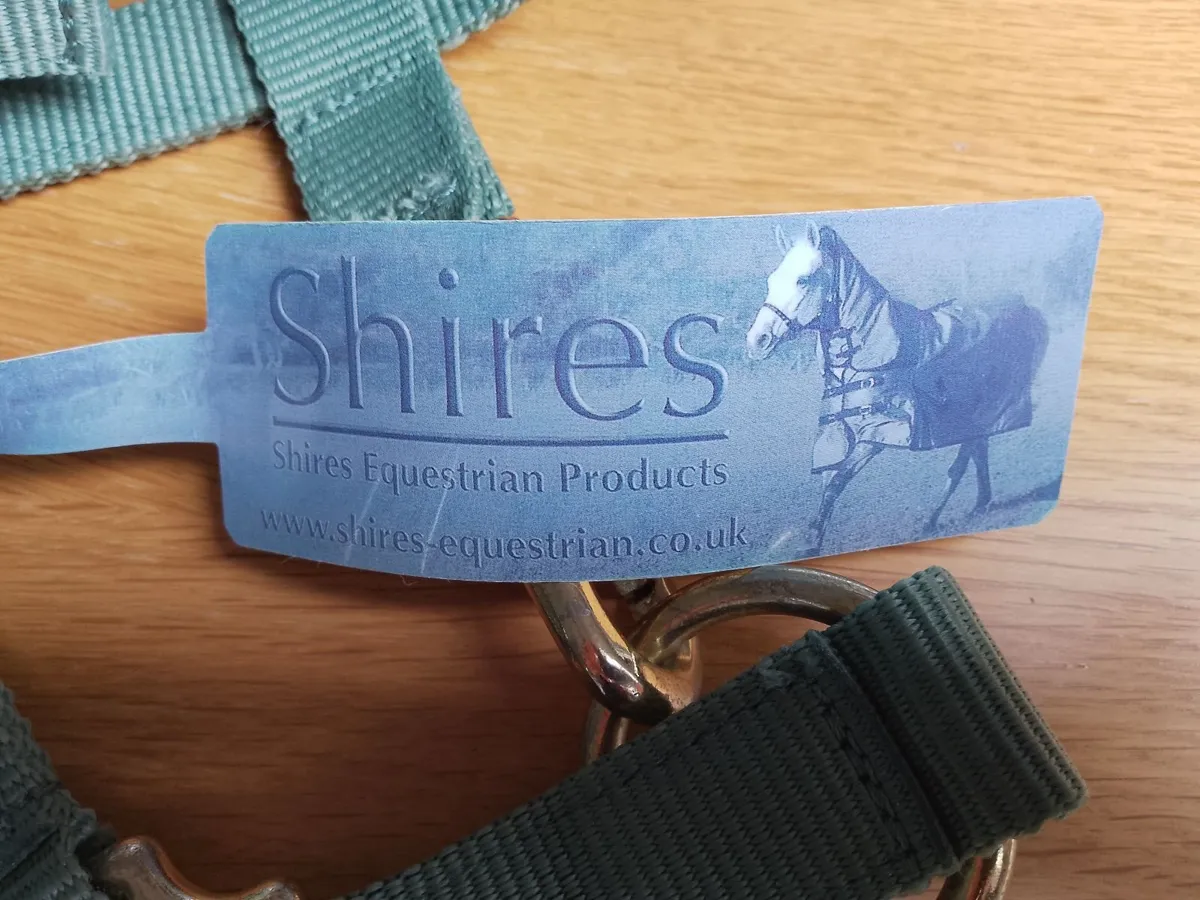 Shires
Shires Equestrian Products
www.shires-equestrian.co.uk